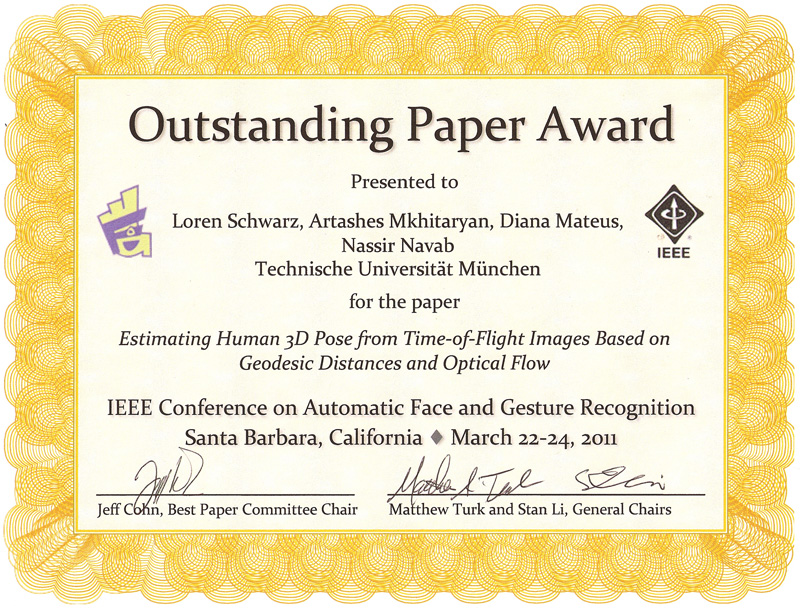 Outstanding Paper Award
Presented to
Loren Schwarz, Artashes Mkhitaryan, Diana Mateus,
Nassir Navab
Technische Universität München
IEEE
for the paper
Estimating Human 3D Pose from Time-of-Flight Images Based on
Geodesic Distances and Optical Flow
IEEE Conference on Automatic Face and Gesture Recognition
Santa Barbara, California ♦ March 22-24, 2011
Jeff Cohn, Best Paper Committee Chair
Matthew Turk and Stan Li, General Chairs